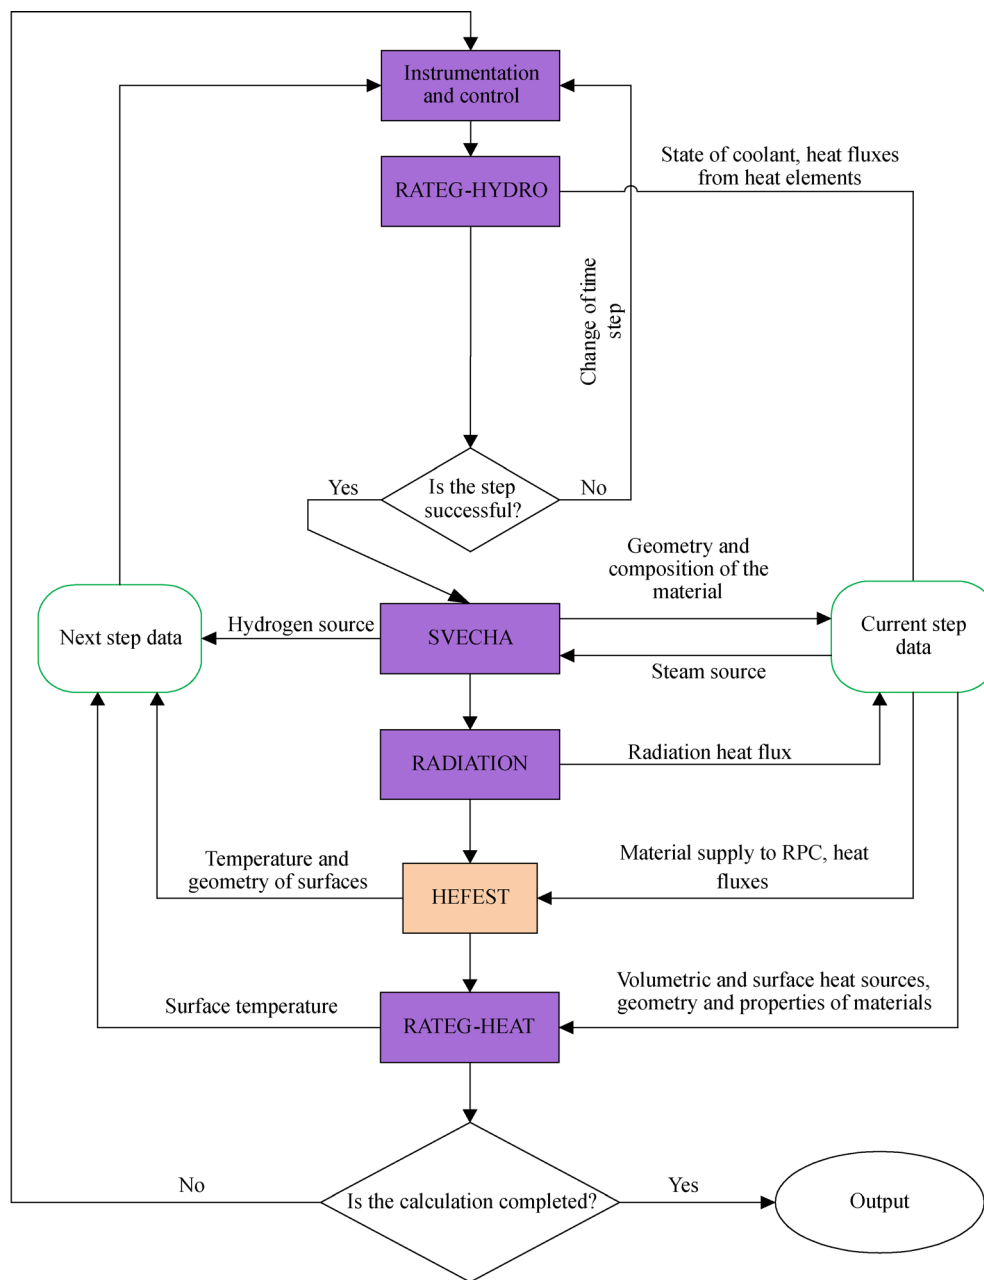 Instrumentation
and control
RATEG-HYDRO
State of coolant, heat fluxes
from heat elements
Change of time
step
Yes
Is the step
successful?
No
Geometry and
composition of the
material
Next step data
Hydrogen source
SVECHA
Current step
data
Steam source
RADIATION
Radiation heat flux
Temperature and
geometry of surfaces
HEFEST
Material supply to RPC, heat
fluxes
Surface temperature
RATEG-HEAT
Volumetric and surface heat sources,
geometry and properties of materials
No
Is the calculation completed?
Yes
Output